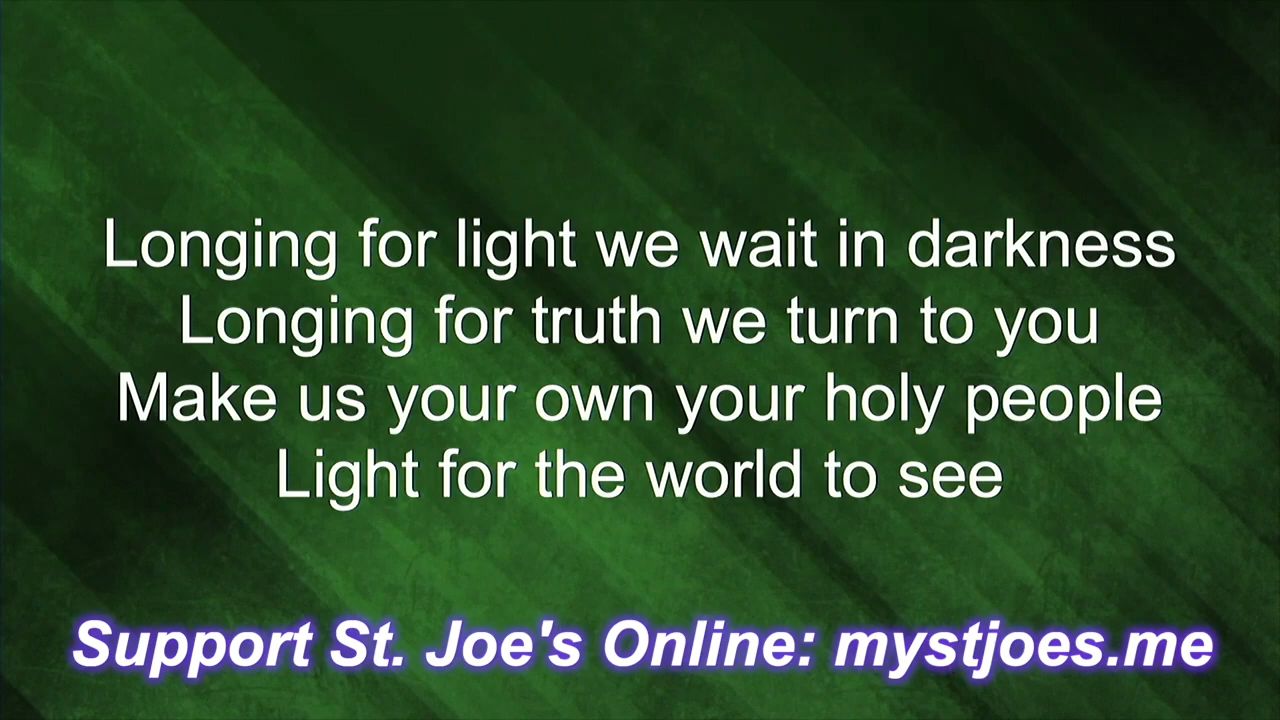 Longing for light we wait in darkness
Longing for truth we turn to you
Make us your own your holy people
Light for the world to see
Support St. Joe's Online: mystjoes.me